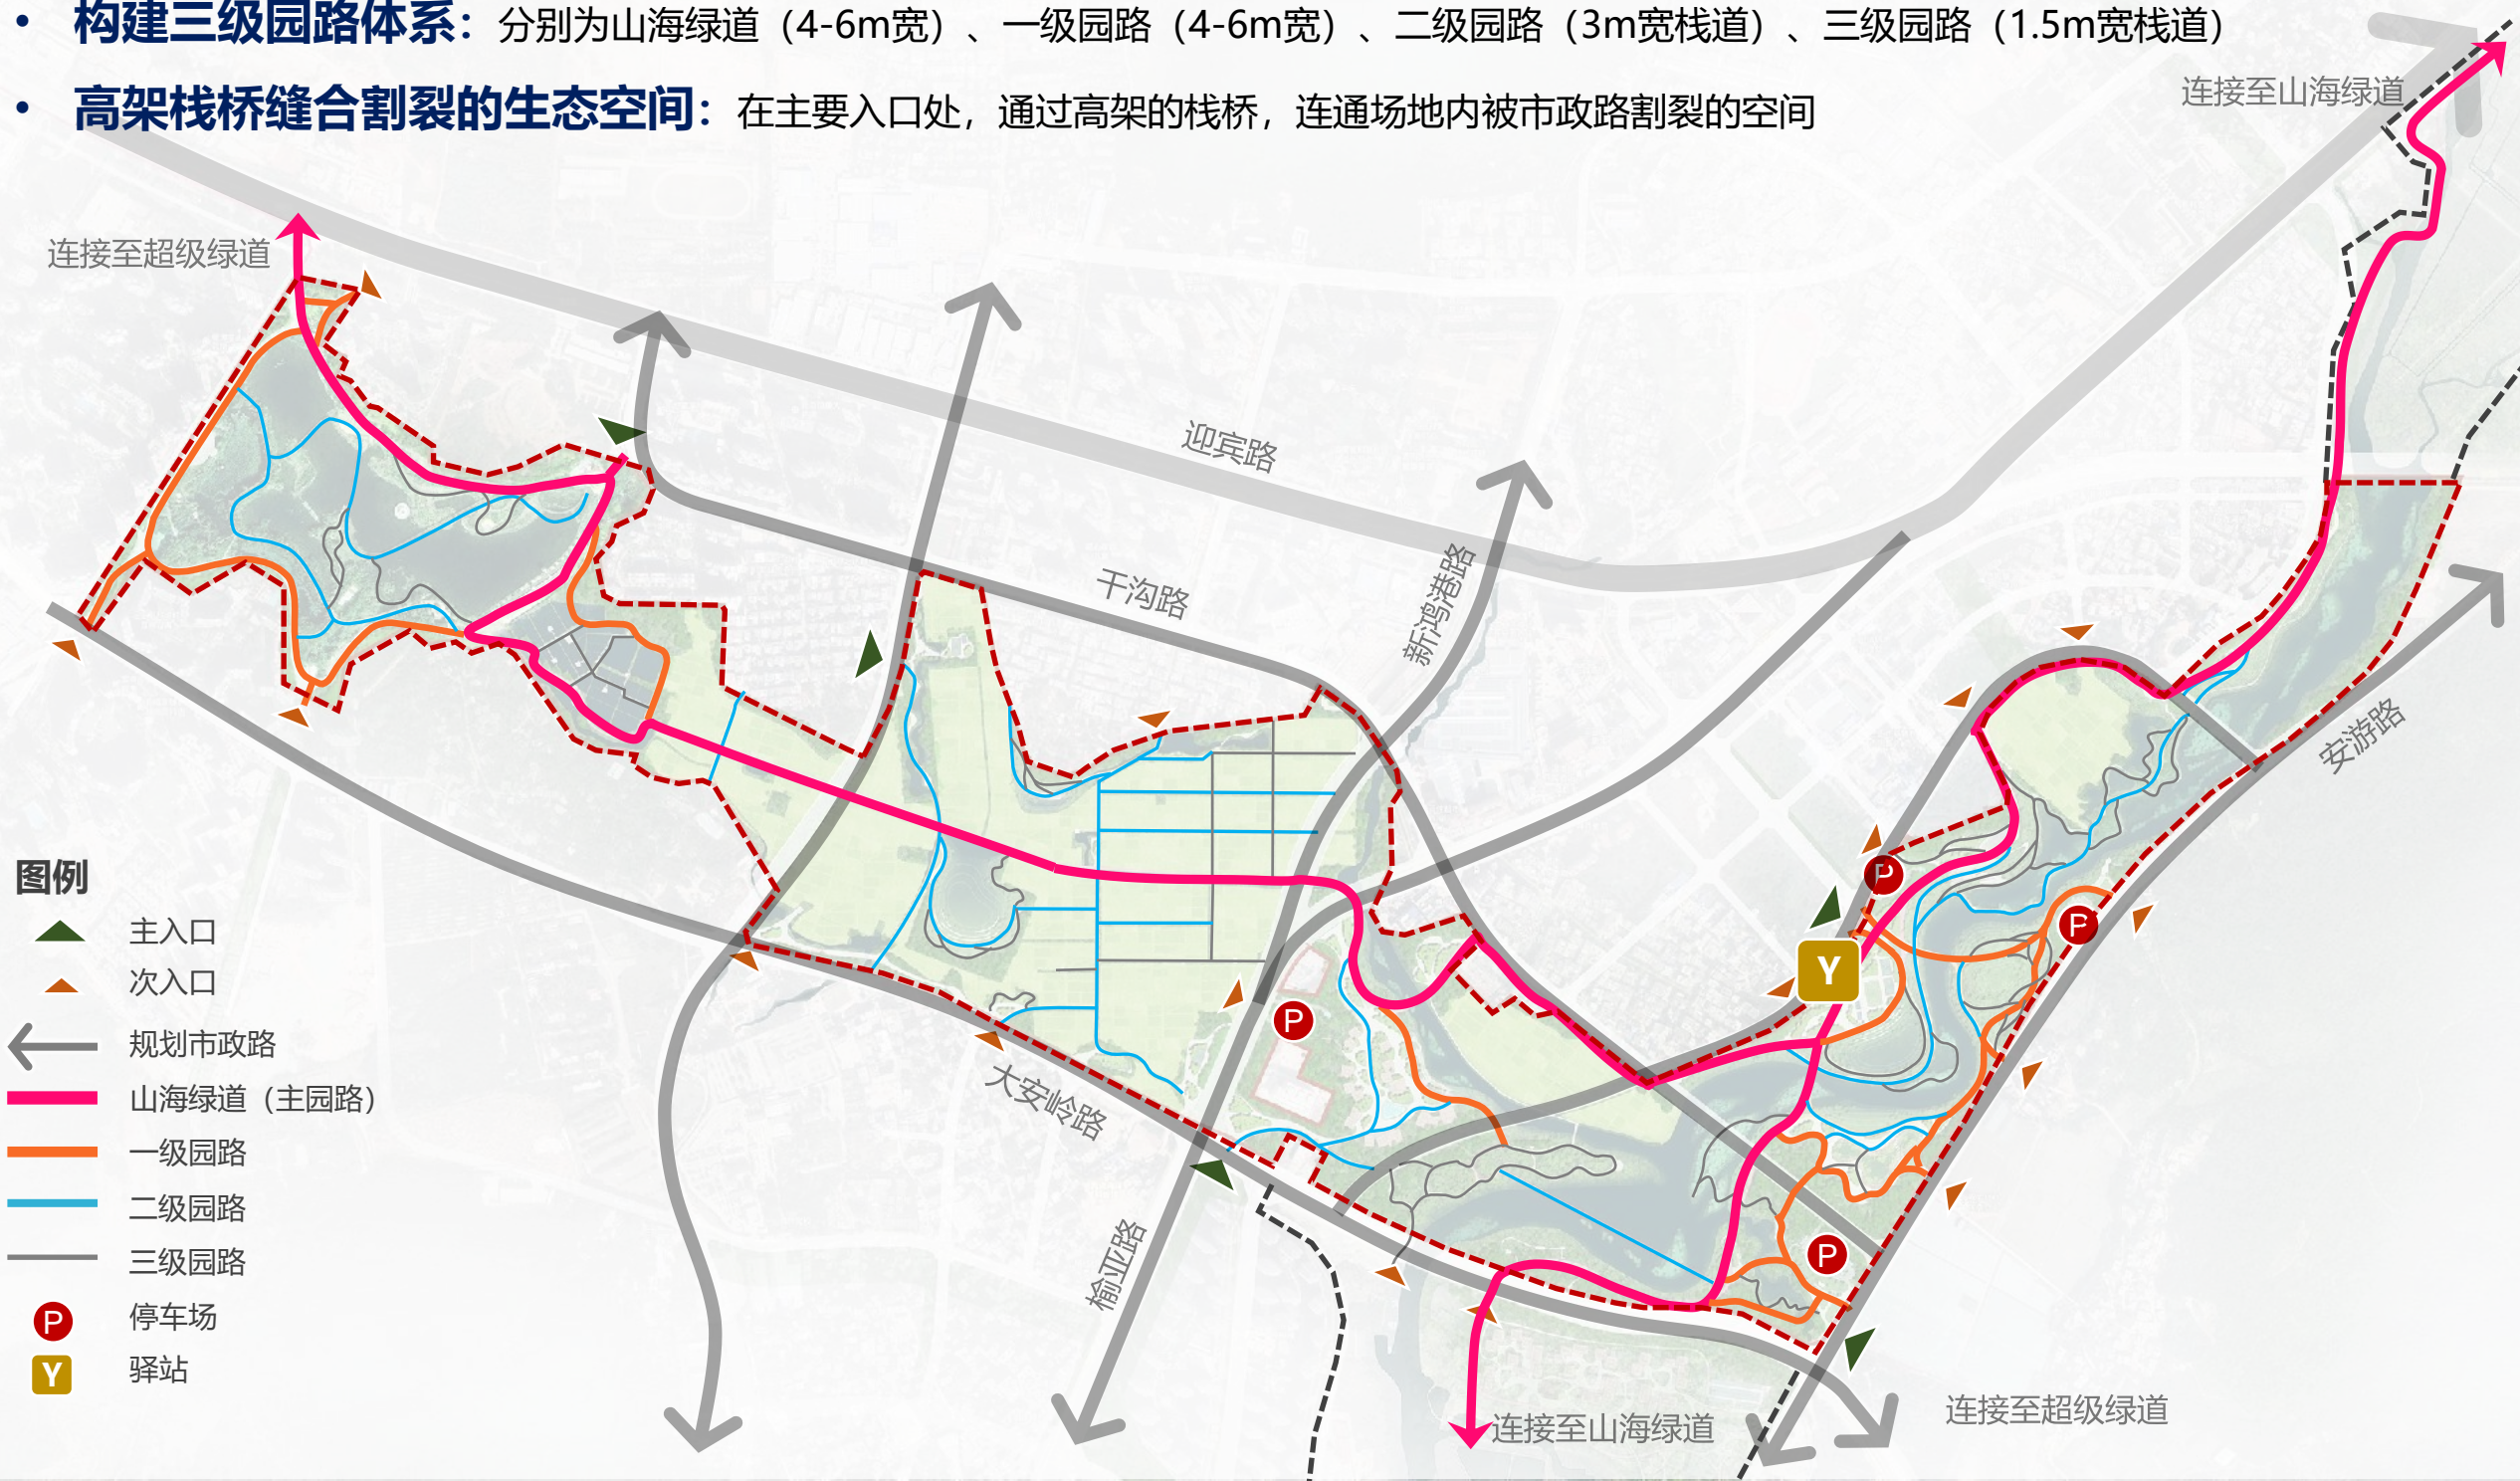 • 构建三级园路体系：分别为山海绿道（4-6m宽）、一级园路（4-6m宽）、二级园路（3m宽栈道）、三级园路（1.5m宽栈道）
• 高架栈桥缝合割裂的生态空间：在主要入口处，通过高架的栈桥，连通场地内被市政路割裂的空间
连接至山海绿道
连接至超级绿道
迎宾路
干沟路
新鸿港路
安游路
大安岭路
榆亚路
P
P
Y
P
P
连接至山海绿道
连接至超级绿道
图例
主入口
次入口
规划市政路
山海绿道（主园路）
一级园路
二级园路
三级园路
P 停车场
Y 驿站